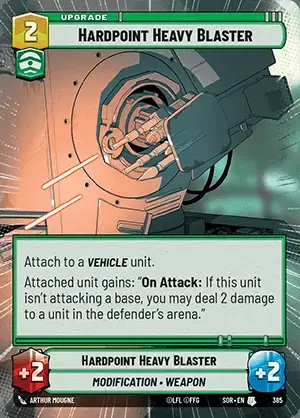 UPGRADE
2
HARDPOINT HEAVY BLASTER
Attach to a VEHICLE unit.
Attached unit gains: “On Attack: If this
unit isn’t attacking a base, you may deal 2 damage
to a unit in the defender’s arena.”
+2
HARDPOINT HEAVY BLASTER
MODIFICATION • WEAPON
+2
ARTHUR MOUGNE
©LFL ©FFG
SOR • EN
385